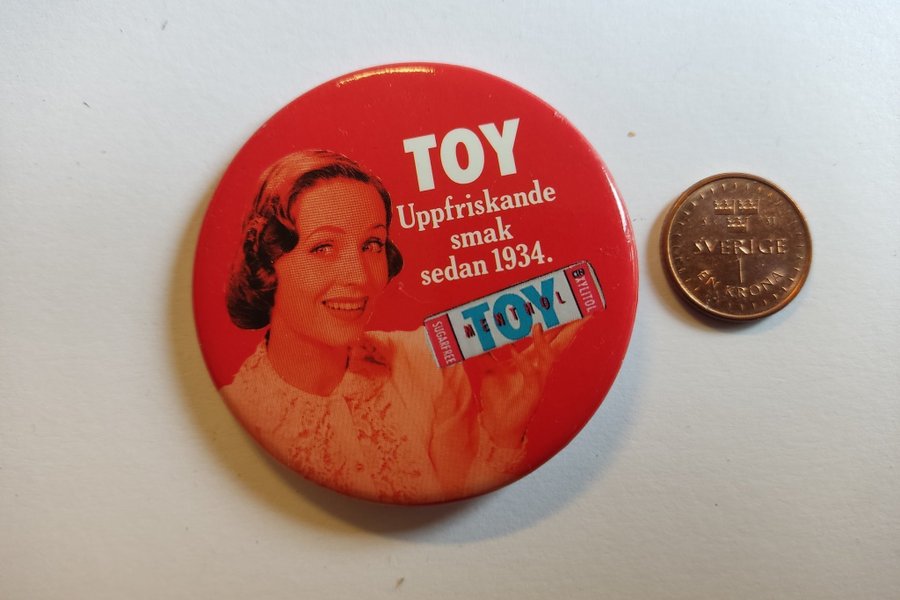 TOY
Uppfriskande
smak
sedan 1934.
SUGARFREE
TOY
MENTHOL
XYLITOL
SVERIGE
1
EN KRONA